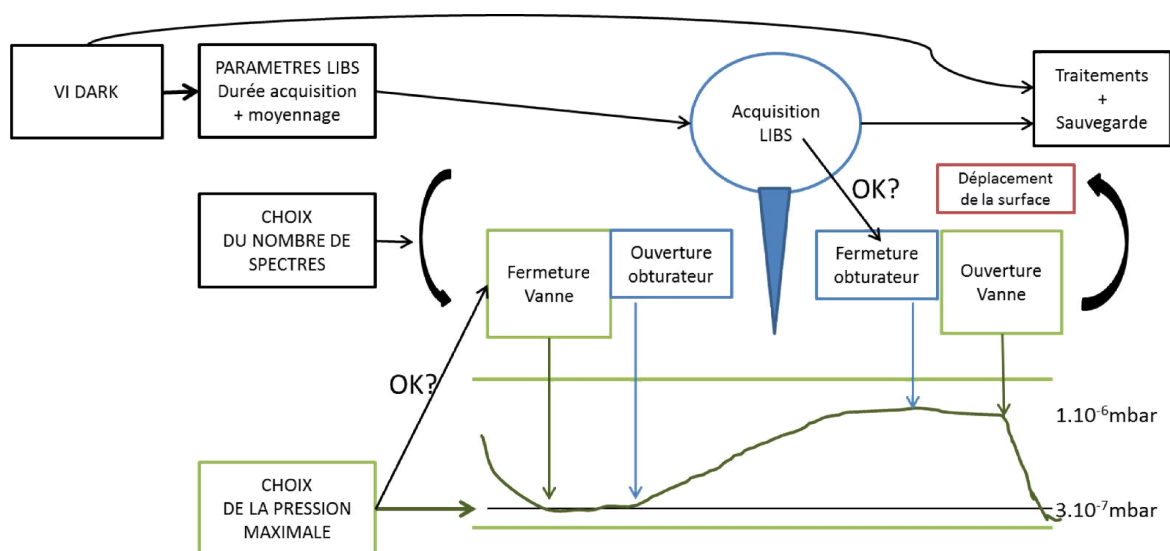 VI DARK
PARAMETRES LIBS
Durée acquisition
+ moyennage
Acquisition
LIBS
Traitements
+
Sauvegarde
OK?
Déplacement
de la surface
CHOIX
DU NOMBRE DE
SPECTRES
Fermeture
Vanne
Ouverture
obturateur
Fermeture
obturateur
Ouverture
Vanne
OK?
1.10⁻⁶mbar
CHOIX
DE LA PRESSION
MAXIMALE
3.10⁻⁷mbar